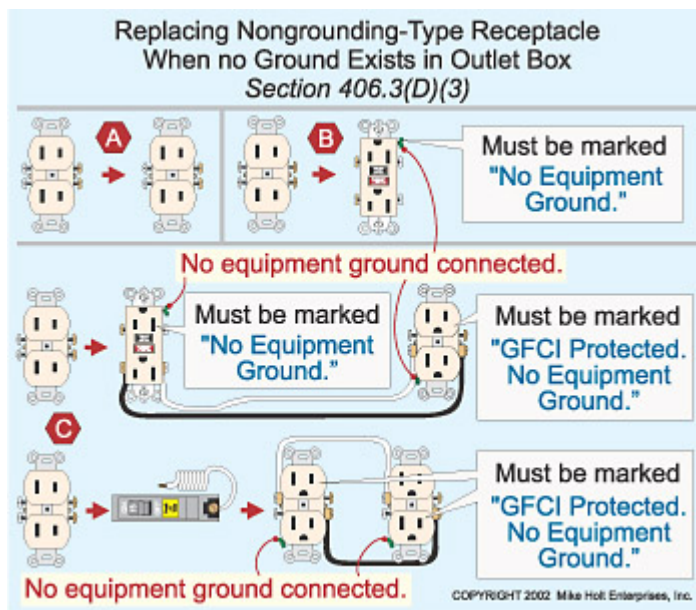 Replacing Nongrounding-Type Receptacle
When no Ground Exists in Outlet Box
Section 406.3(D)(3)
A
B
Must be marked
"No Equipment
Ground."
No equipment ground connected.
Must be marked
"No Equipment
Ground."
Must be marked
"GFCI Protected.
No Equipment
Ground."
C
Must be marked
"GFCI Protected.
No Equipment
Ground."
No equipment ground connected.
COPYRIGHT 2002 Mike Holt Enterprises, Inc.